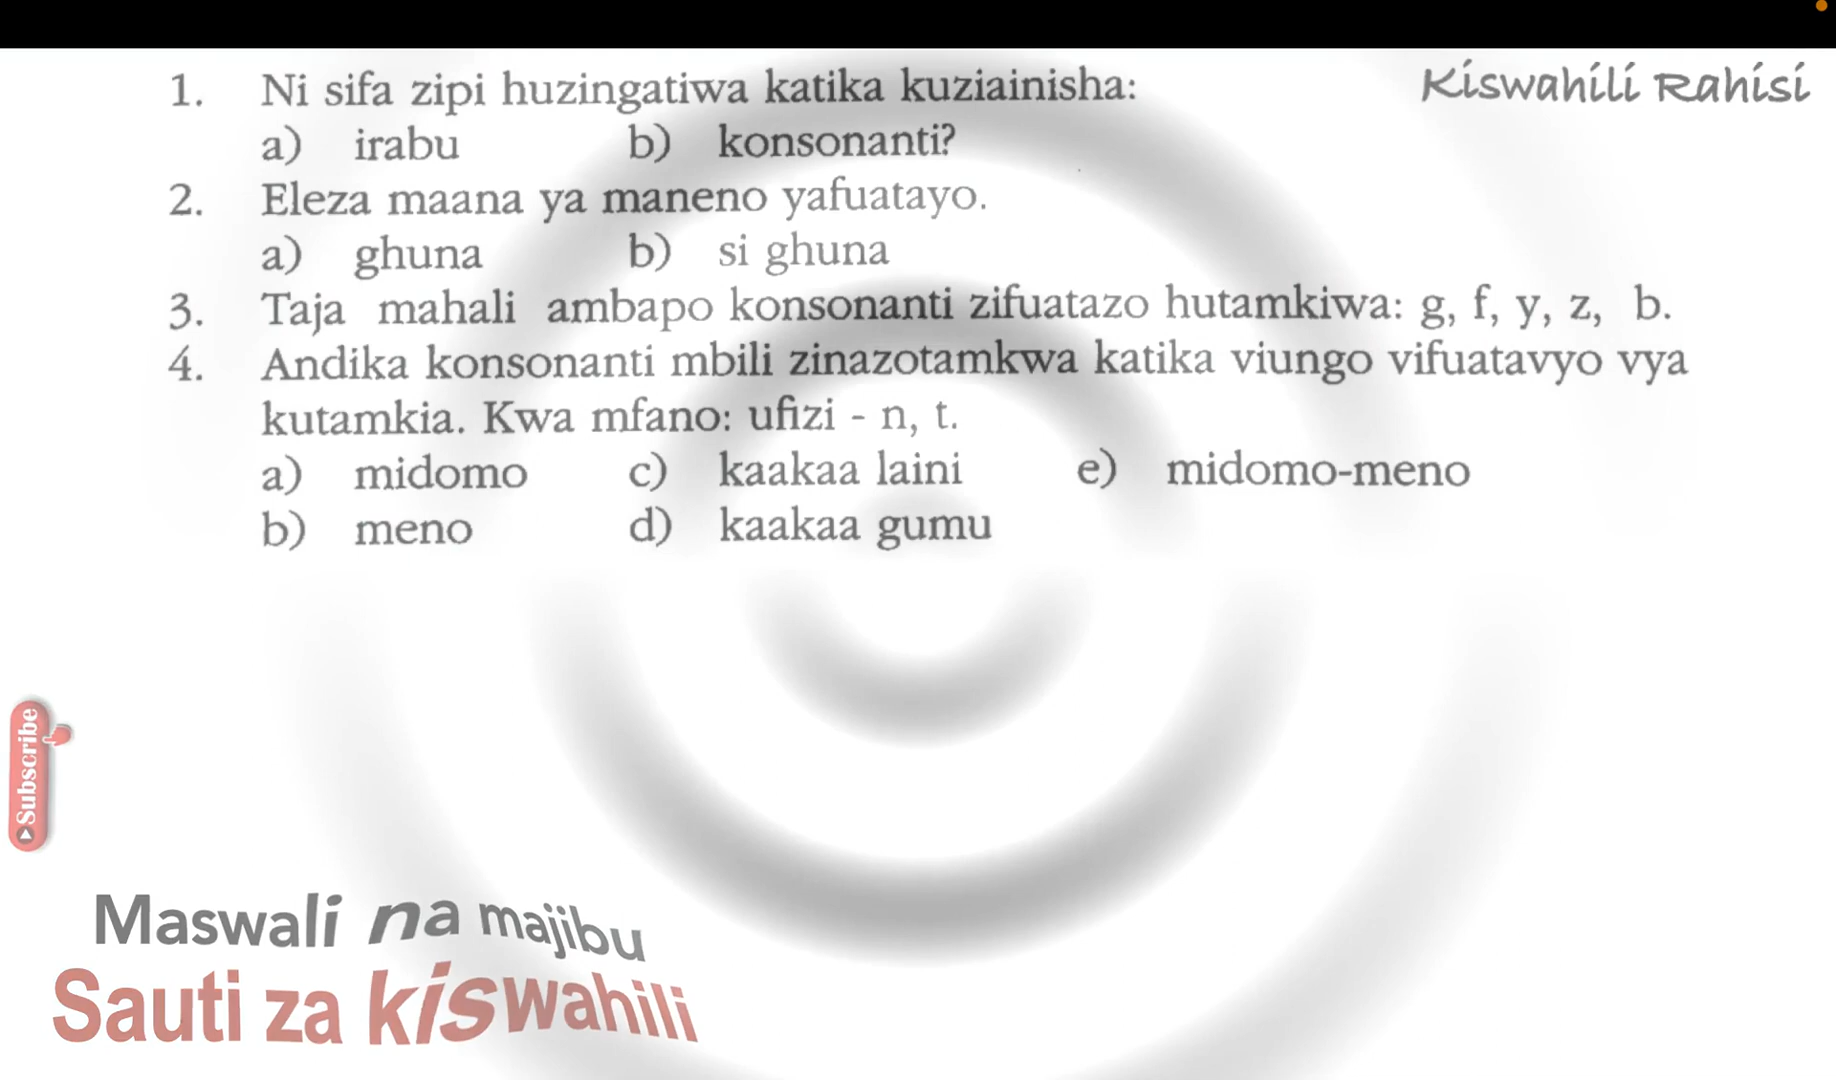 Kiswahili Rahisi
1. Ni sifa zipi huzingatiwa katika kuziainisha:
a) irabu b) konsonanti?
2. Eleza maana ya maneno yafuatayo.
a) ghuna b) si ghuna
3. Taja mahali ambapo konsonanti zifuatazo hutamkiwa: g, f, y, z, b.
4. Andika konsonanti mbili zinazotamkwa katika viungo vifuatavyo vya
kutamkia. Kwa mfano: ufizi - n, t.
a) midomo c) kaakaa laini e) midomo-meno
b) meno d) kaakaa gumu
Subscribe
Maswali na majibu
Sauti za kiswahili